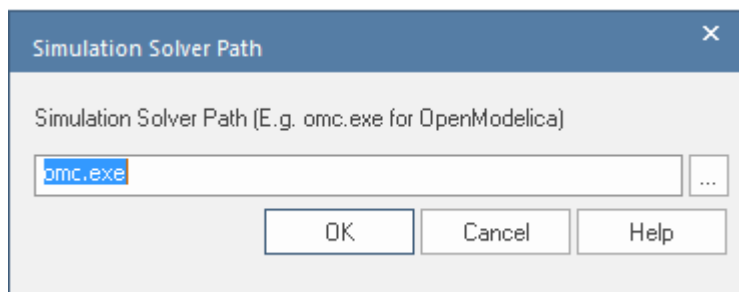 Simulation Solver Path
Simulation Solver Path (E.g. omc.exe for OpenModelica)
omc.exe
...
OK Cancel Help